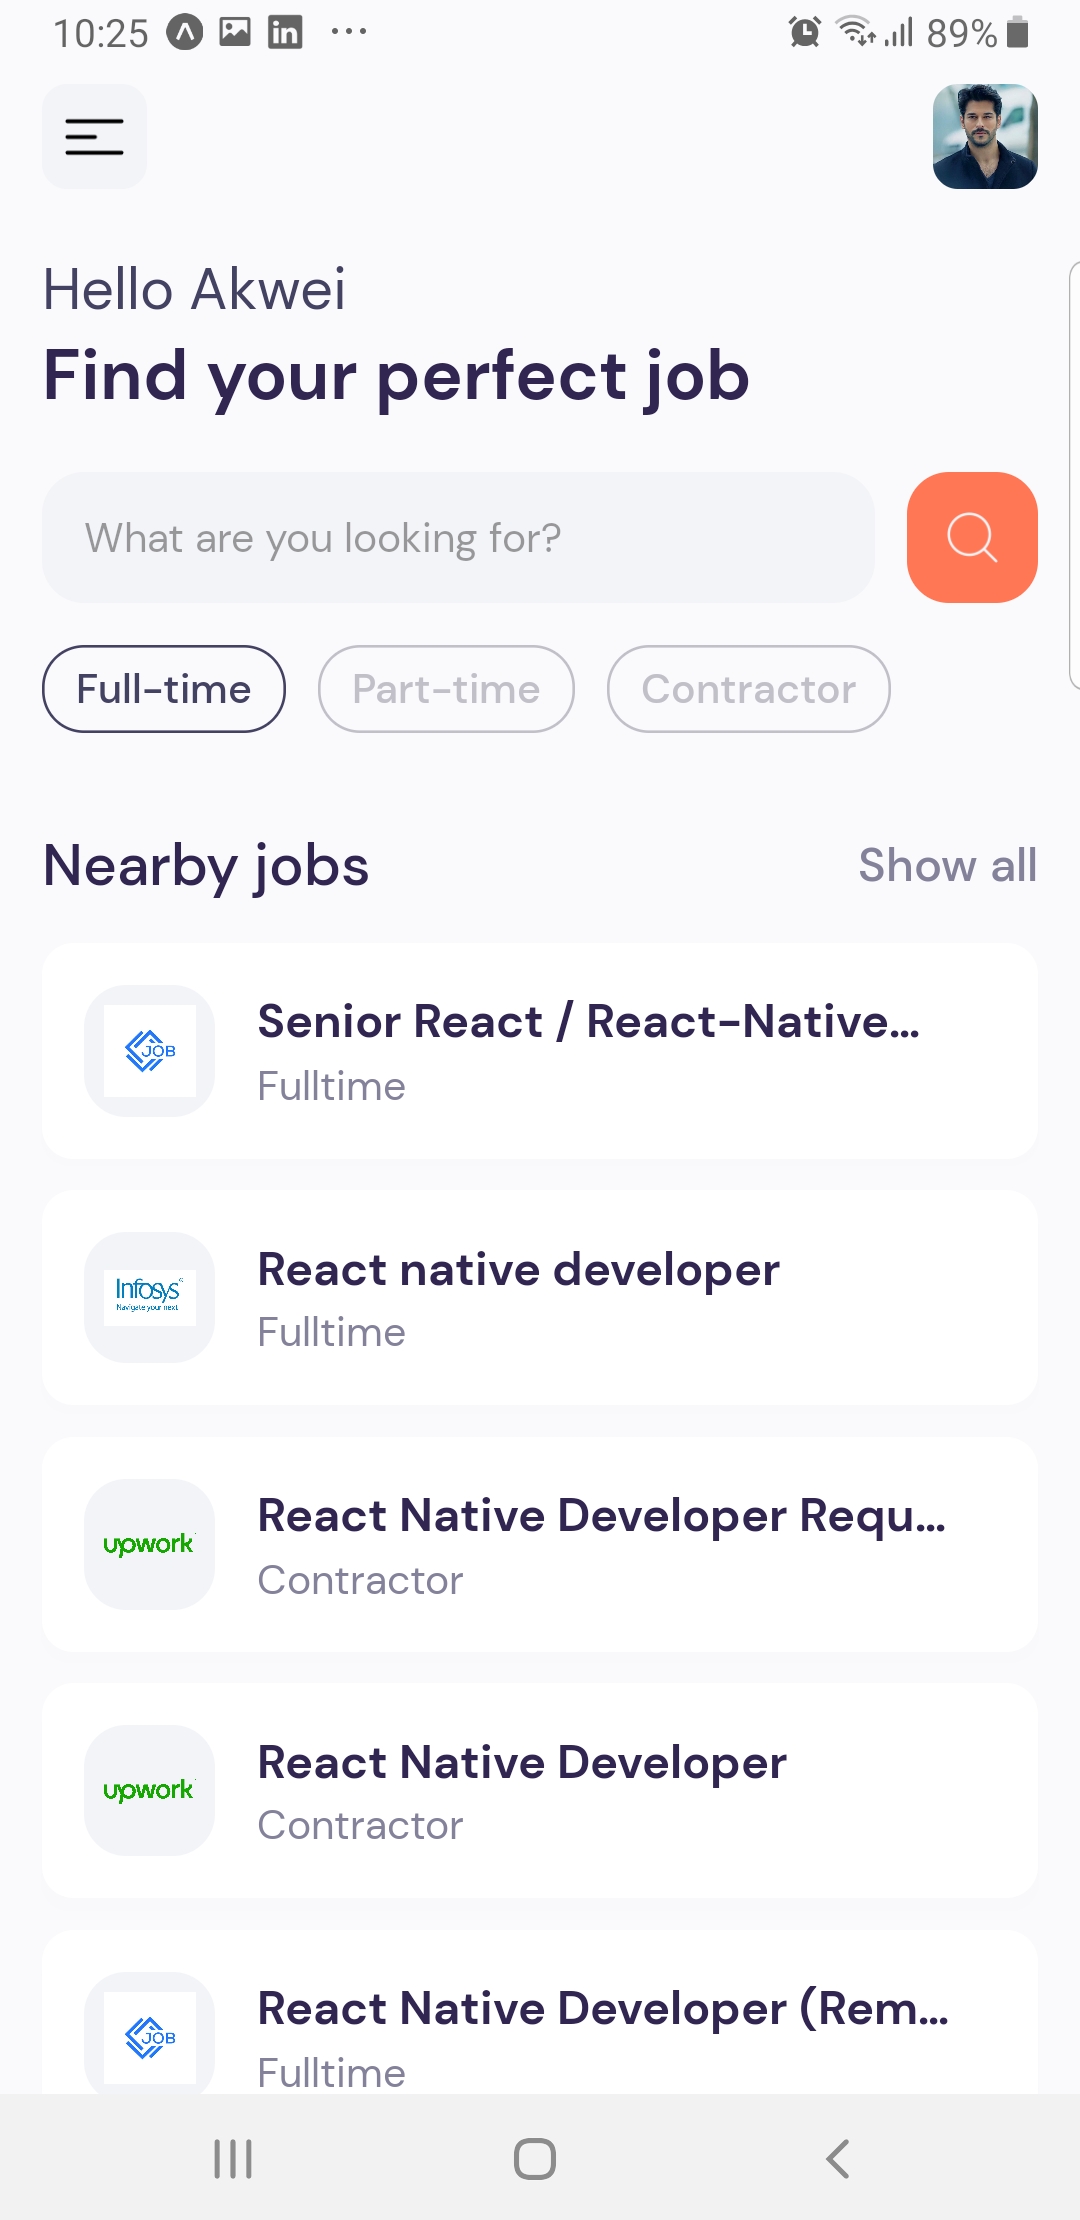 10:25 in ... 89%
Hello Akwei
Find your perfect job
What are you looking for?
Full-time Part-time Contractor
Nearby jobs Show all
JOB
Senior React / React-Native...
Fulltime
Infosys
Navigate your next
React native developer
Fulltime
upwork
React Native Developer Requ...
Contractor
upwork
React Native Developer
Contractor
JOB
React Native Developer (Rem...
Fulltime